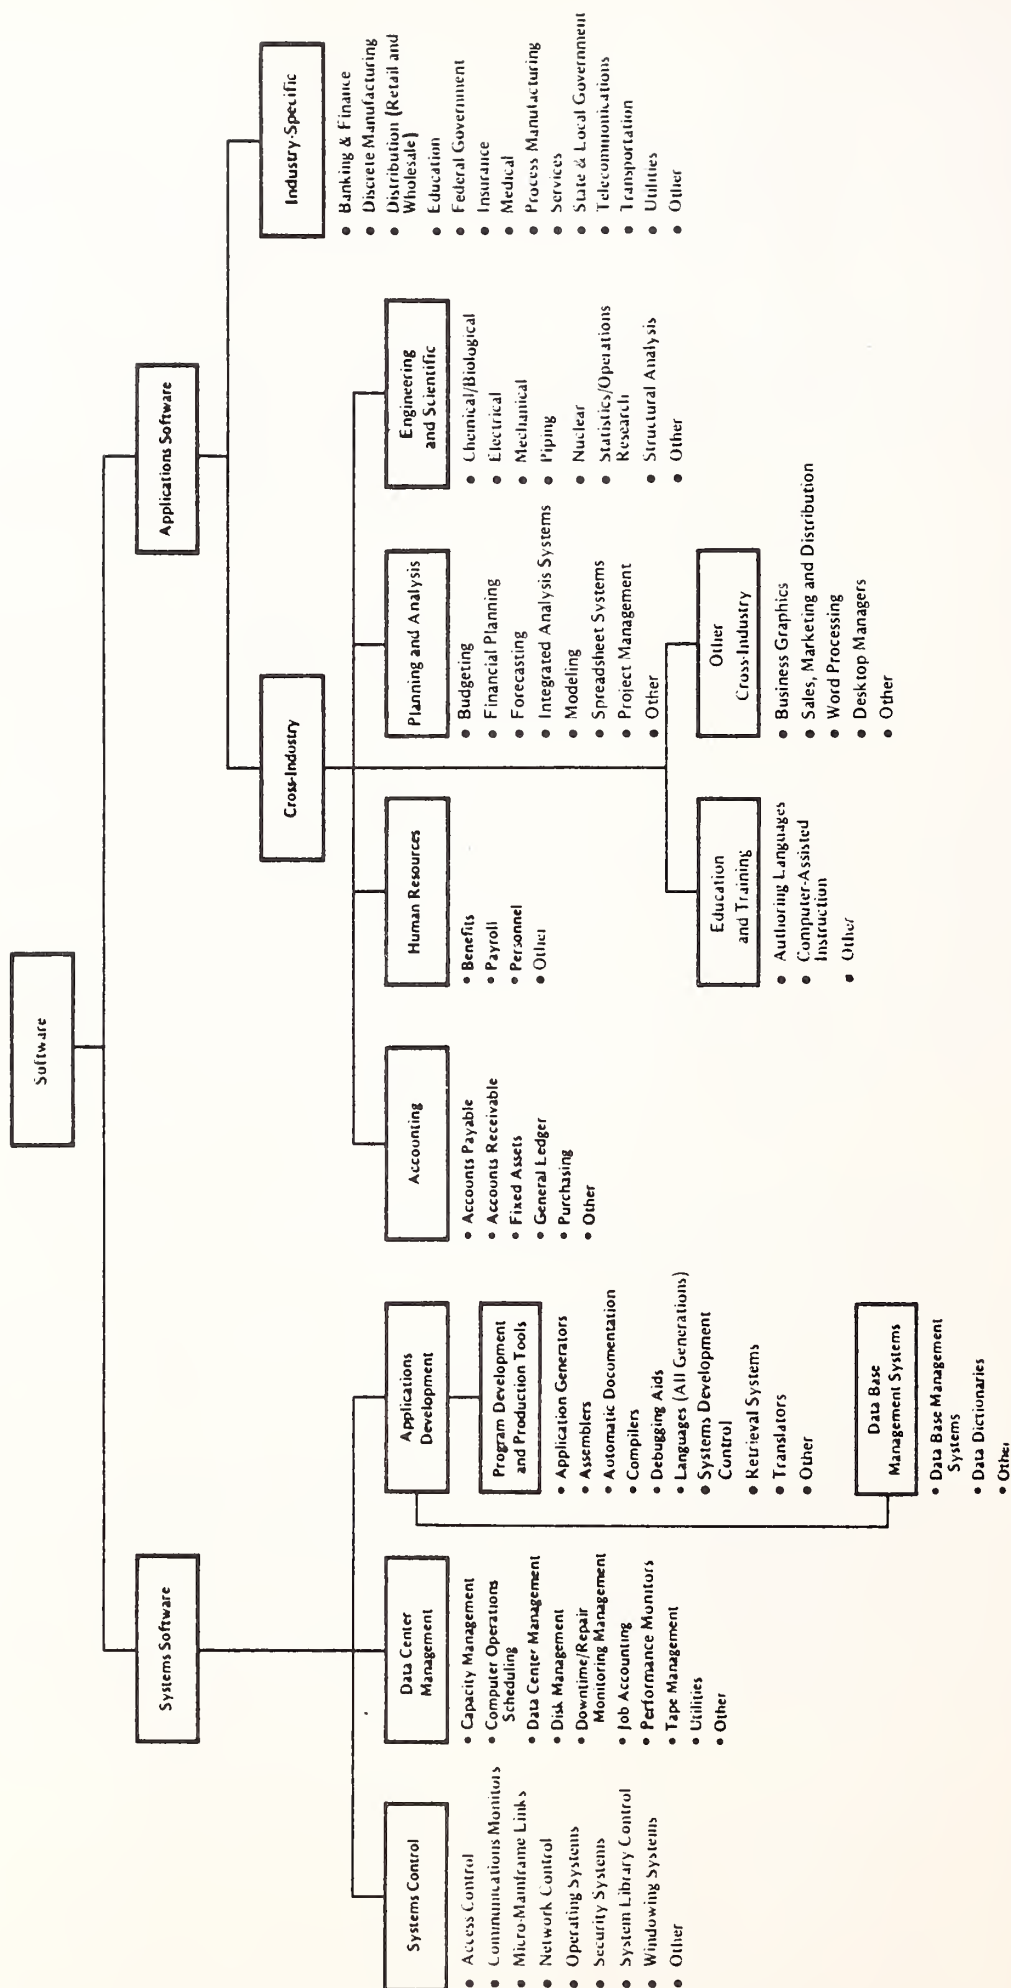 Software
Systems Software
Applications Software
Cross-Industry
Industry-Specific
• Banking & Finance
• Discrete Manufacturing
• Distribution (Retail and
Wholesale)
• Education
• Federal Government
• Insurance
• Medical
• Process Manufacturing
• Services
• State & Local Government
• Telecommunications
• Transportation
• Utilities
• Other
Systems Control
• Access Control
• Communications Monitors
• Micro-Mainframe Links
• Network Control
• Operating Systems
• Security Systems
• System Library Control
• Windowing Systems
• Other
Data Center
Management
• Capacity Management
• Computer Operations
Scheduling
• Data Center Management
• Disk Management
• Downtime/Repair
Monitoring Management
• Job Accounting
• Performance Monitors
• Tape Management
• Utilities
• Other
Applications
Development
Program Development
and Production Tools
• Application Generators
• Assemblers
• Automatic Documentation
• Compilers
• Debugging Aids
• Languages (All Generations)
• Systems Development
Control
• Retrieval Systems
• Translators
• Other
Data Base
Management Systems
• Data Base Management
Systems
• Data Dictionaries
• Other
Accounting
• Accounts Payable
• Accounts Receivable
• Fixed Assets
• General Ledger
• Purchasing
• Other
Human Resources
• Benefits
• Payroll
• Personnel
• Other
Planning and Analysis
• Budgeting
• Financial Planning
• Forecasting
• Integrated Analysis Systems
• Modeling
• Spreadsheet Systems
• Project Management
• Other
Engineering
and Scientific
• Chemical/Biological
• Electrical
• Mechanical
• Piping
• Nuclear
• Statistics/Operations
Research
• Structural Analysis
• Other
Education
and Training
• Authoring Languages
• Computer-Assisted
Instruction
• Other
Other
Cross-Industry
• Business Graphics
• Sales, Marketing and Distribution
• Word Processing
• Desktop Managers
• Other